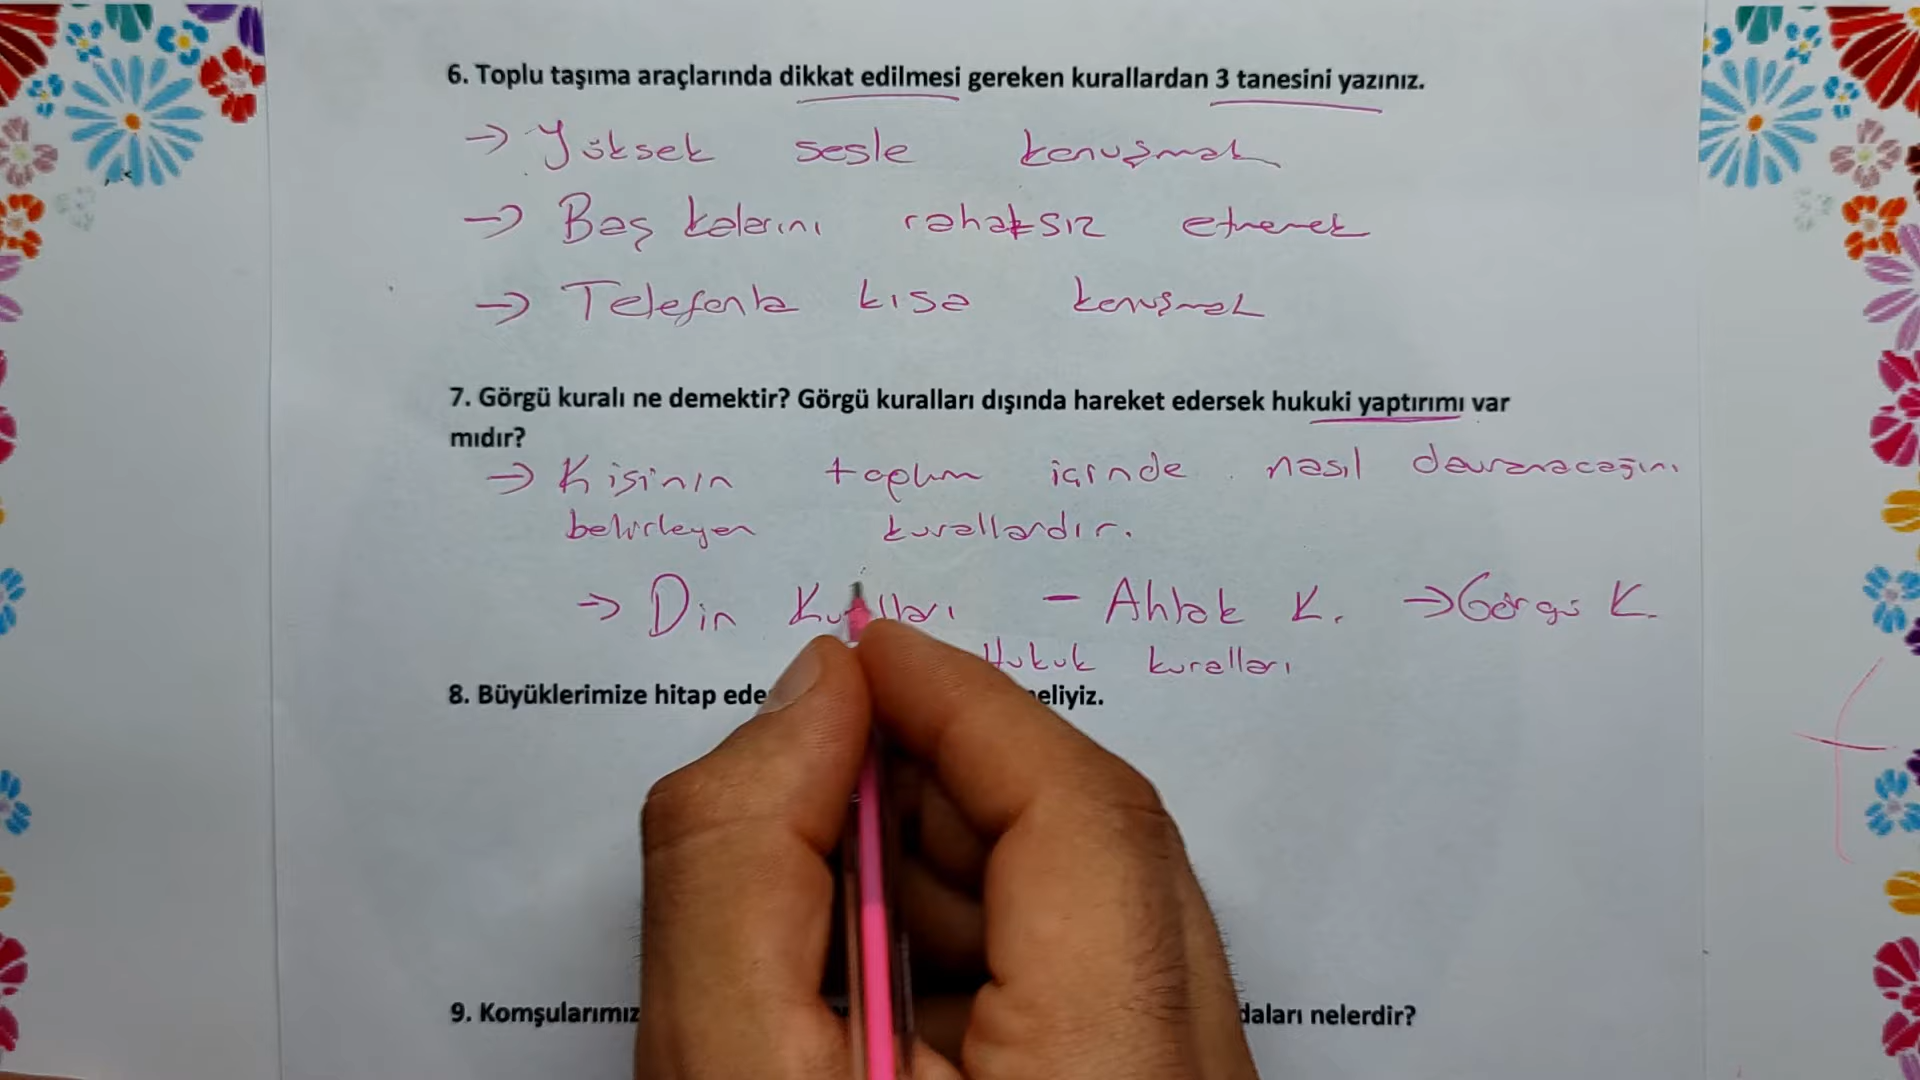 6. Toplu taşıma araçlarında dikkat edilmesi gereken kurallardan 3 tanesini yazınız.
→ Yüksek sesle konuşmak
→ Başkalarını rahatsız etmemek
→ Telefonla kısa konuşmak
7. Görgü kuralı ne demektir? Görgü kuralları dışında hareket edersek hukuki yaptırımı var
mıdır?
→ Kişinin toplum içinde nasıl davranacağını
belirleyen kurallardır.
→ Din Kuralları - Ahlak K. → Görgü K.
Hukuk kuralları
8. Büyüklerimize hitap ede eliyiz.
9. Komşularımız daları nelerdir?